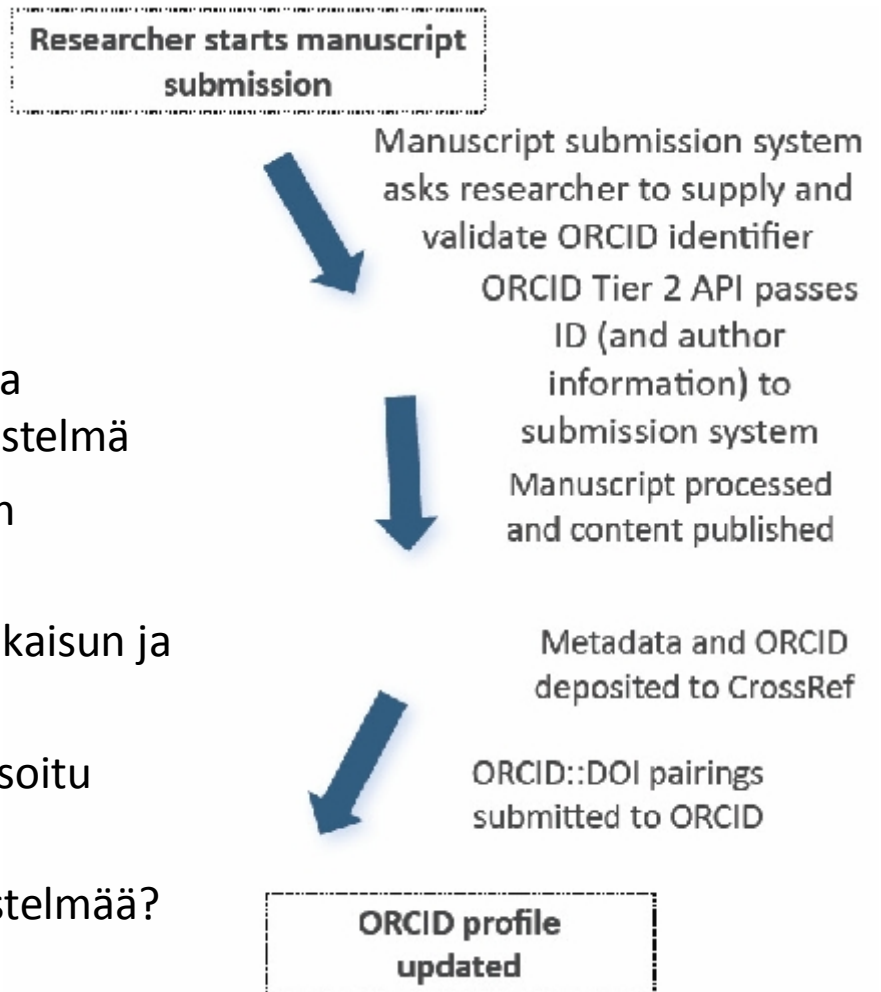 Researcher starts manuscript
submission
Manuscript submission system
asks researcher to supply and
validate ORCID identifier
ORCID Tier 2 API passes
ID (and author
information) to
submission system
Manuscript processed
and content published
Metadata and ORCID
deposited to CrossRef
ORCID::DOI pairings
submitted to ORCID
ORCID profile
updated
a
stelmä
n
kaisun ja
soitu
stelmää?